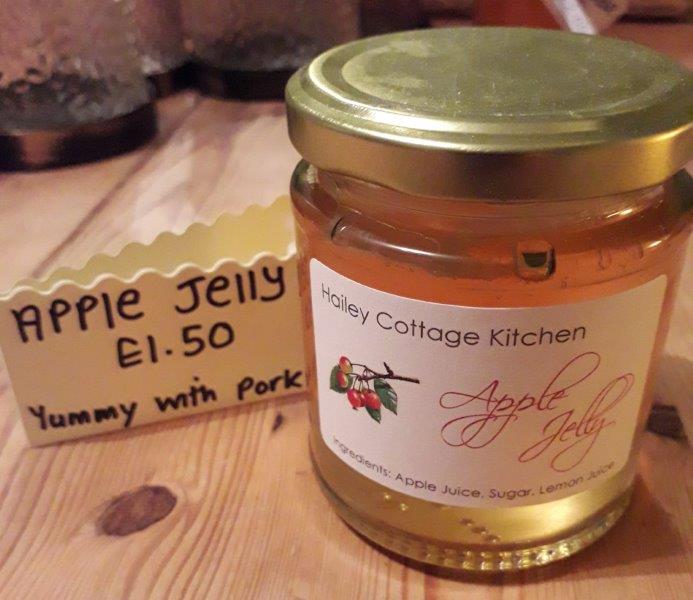 Apple Jelly
£1.50
Yummy with Pork
Hailey Cottage Kitchen
Apple
Jelly
Ingredients: Apple Juice, Sugar, Lemon Juice